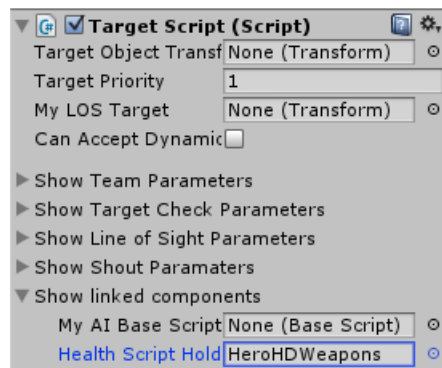 Target Script (Script)
Target Object Transf None (Transform)
Target Priority 1
My LOS Target None (Transform)
Can Accept Dynamic
Show Team Parameters
Show Target Check Parameters
Show Line of Sight Parameters
Show Shout Paramaters
Show linked components
My AI Base Script None (Base Script)
Health Script Hold HeroHDWeapons